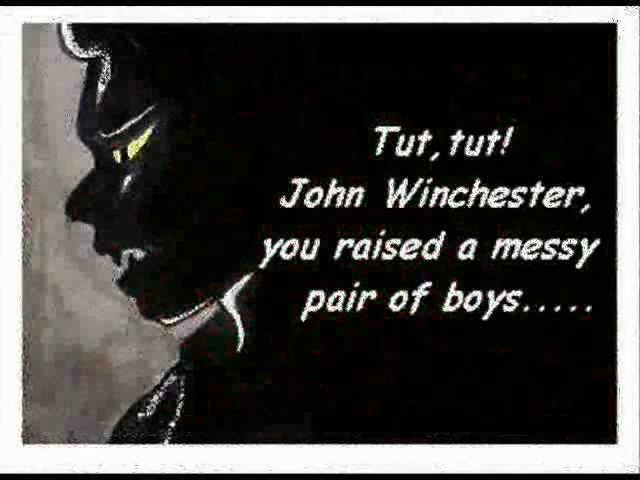 Tut, tut!
John Winchester,
you raised a messy
pair of boys.....